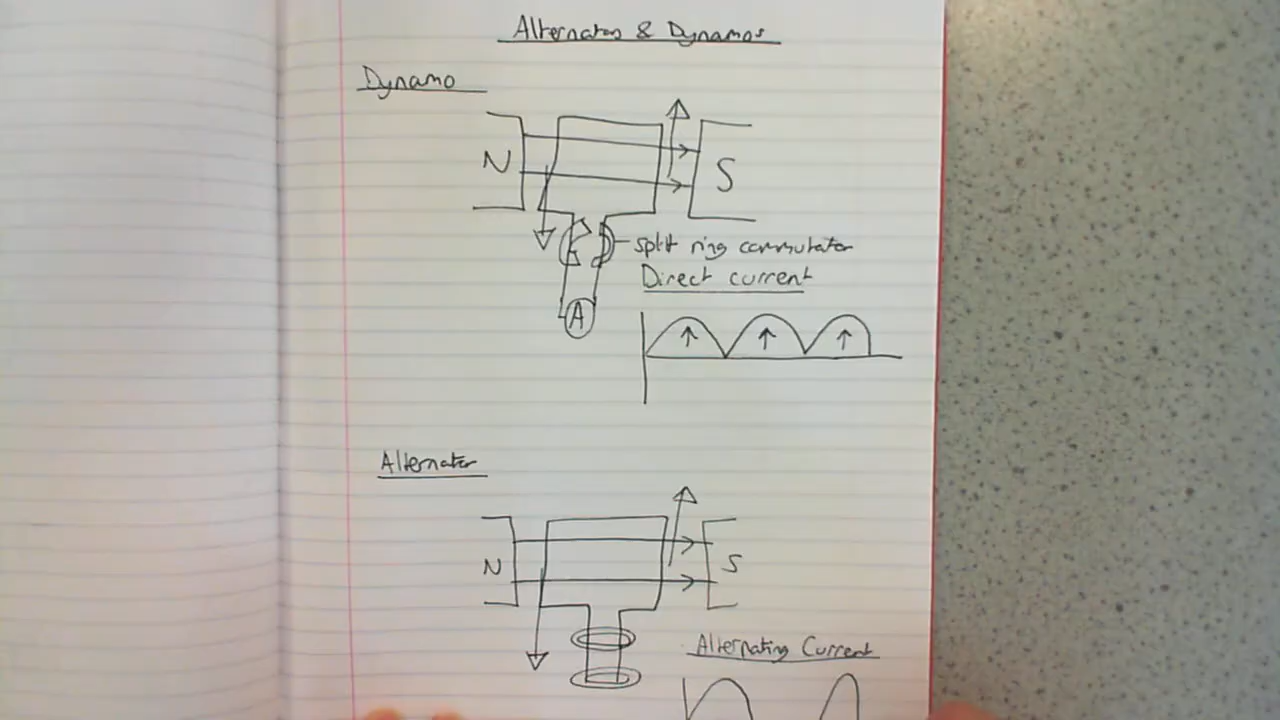 Alternators & Dynamos
Dynamo
N
S
split ring commutator
Direct current
A
Alternator
N
S
Alternating Current